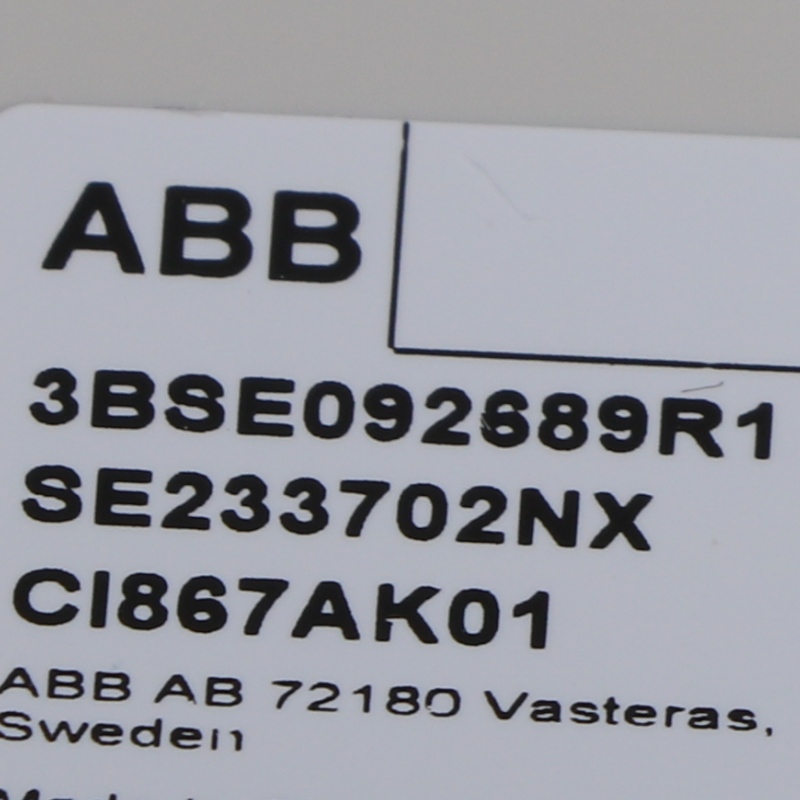 ABB
3BSE092689R1
SE233702NX
CI867AK01
ABB AB 72180 Vasteras,
Sweden